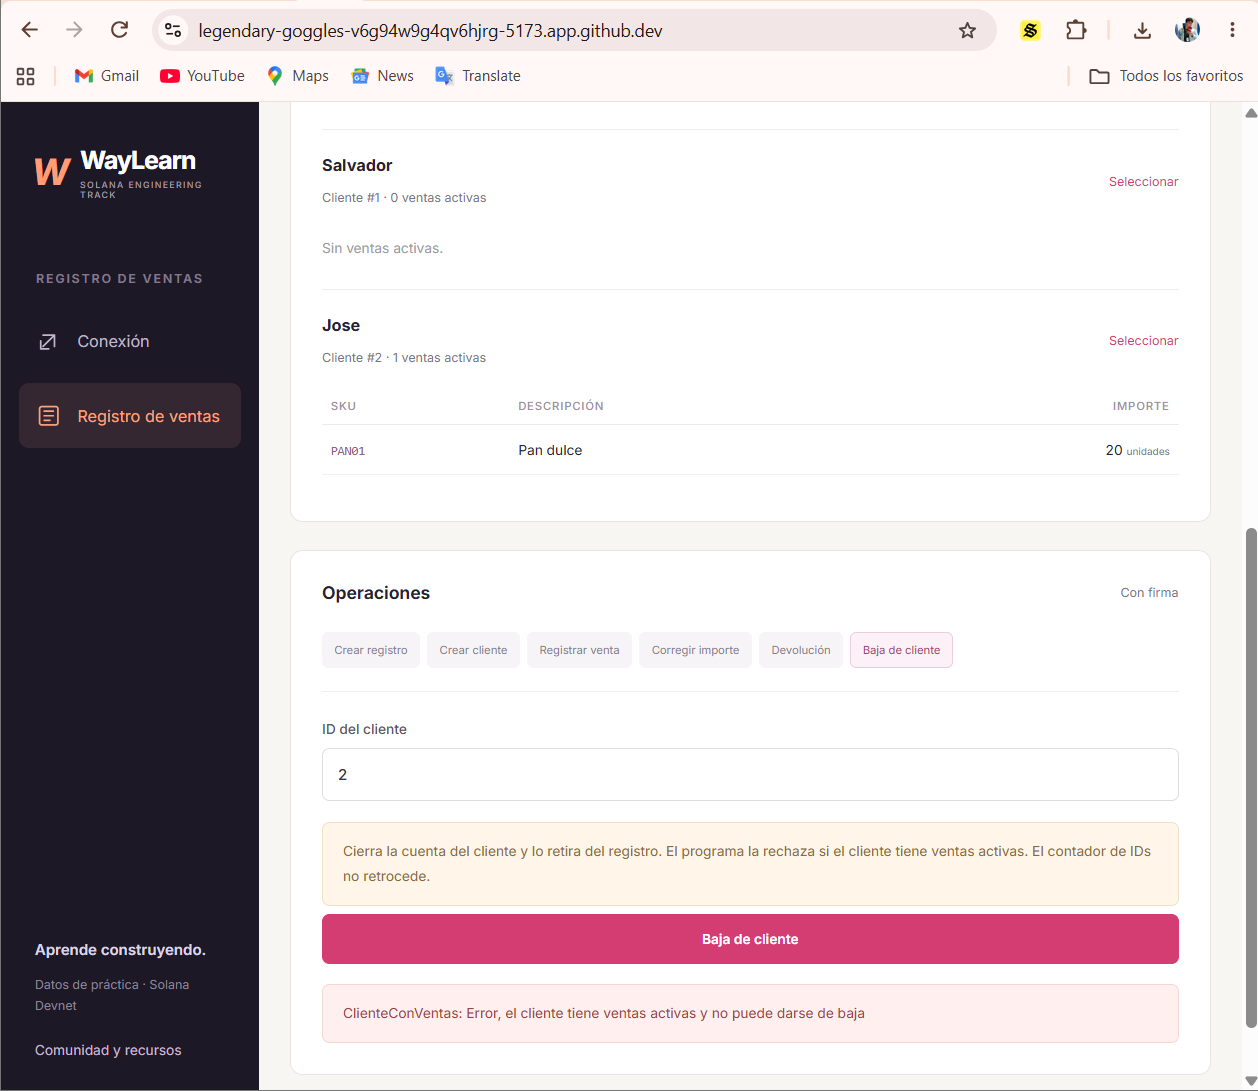 legendary-goggles-v6g94w9g4qv6hjrg-5173.app.github.dev
Gmail
YouTube
Maps
News
Translate
Todos los favoritos
W
WayLearn
SOLANA ENGINEERING
TRACK
REGISTRO DE VENTAS
Conexión
Registro de ventas
Aprende construyendo.
Datos de práctica · Solana
Devnet
Comunidad y recursos
Salvador
Cliente #1 · 0 ventas activas
Seleccionar
Sin ventas activas.
Jose
Cliente #2 · 1 ventas activas
Seleccionar
SKU DESCRIPCIÓN IMPORTE
PAN01 Pan dulce 20 unidades
Operaciones Con firma
Crear registro Crear cliente Registrar venta Corregir importe Devolución Baja de cliente
ID del cliente
2
Cierra la cuenta del cliente y lo retira del registro. El programa la rechaza si el cliente tiene ventas activas. El contador de IDs
no retrocede.
Baja de cliente
ClienteConVentas: Error, el cliente tiene ventas activas y no puede darse de baja